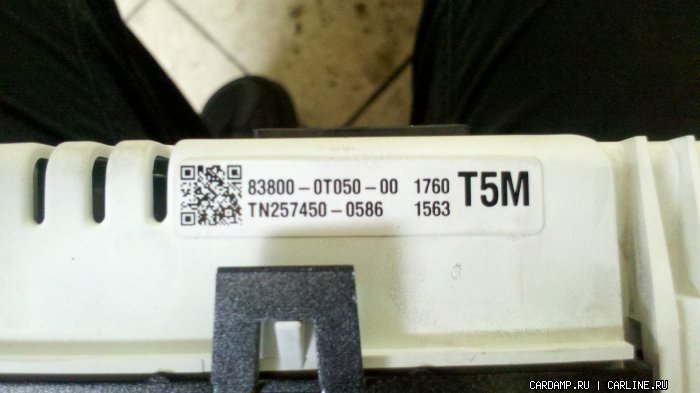 83800-0T050-00 1760 T5M
TN257450-0586 1563
CARDAMP.RU | CARLINE.RU